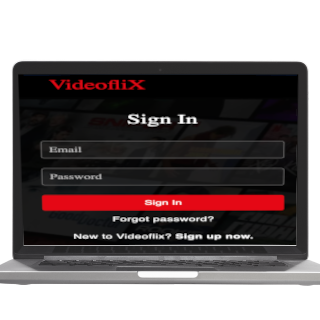 VideofliX
Sign In
Email
Password
Sign In
Forgot password?
New to Videoflix? Sign up now.